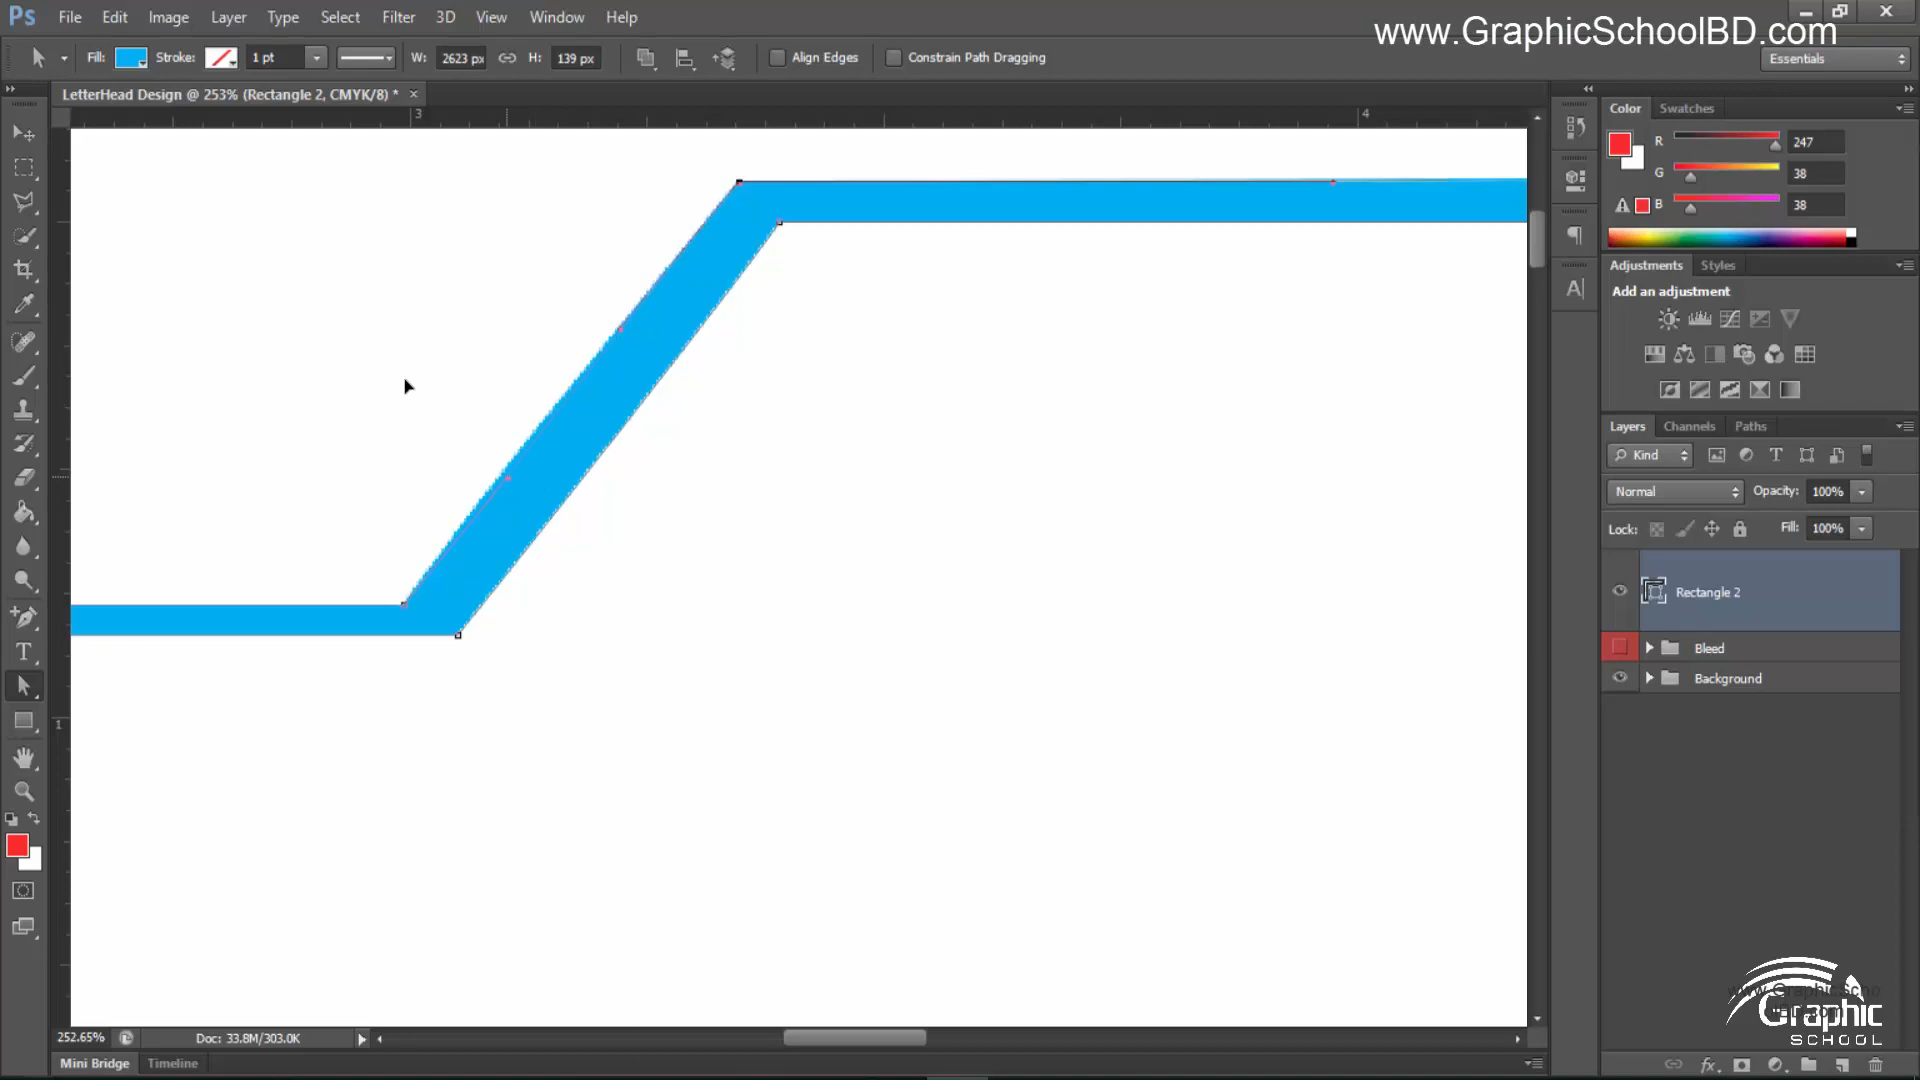 Ps File Edit Image Layer Type Select Filter 3D View Window Help
www.GraphicSchoolBD.com
Fill: Stroke: 1 pt W: 2623 px H: 139 px Align Edges Constrain Path Dragging
Essentials
LetterHead Design @ 253% (Rectangle 2, CMYK/8) * ×
3 4
Color Swatches
R 247
G 38
B 38
Adjustments Styles
Add an adjustment
Layers Channels Paths
Kind
Normal Opacity: 100%
Lock: Fill: 100%
Rectangle 2
Bleed
Background
1
Graphic
SCHOOL
252.65% Doc: 33.8M/303.0K
Mini Bridge Timeline